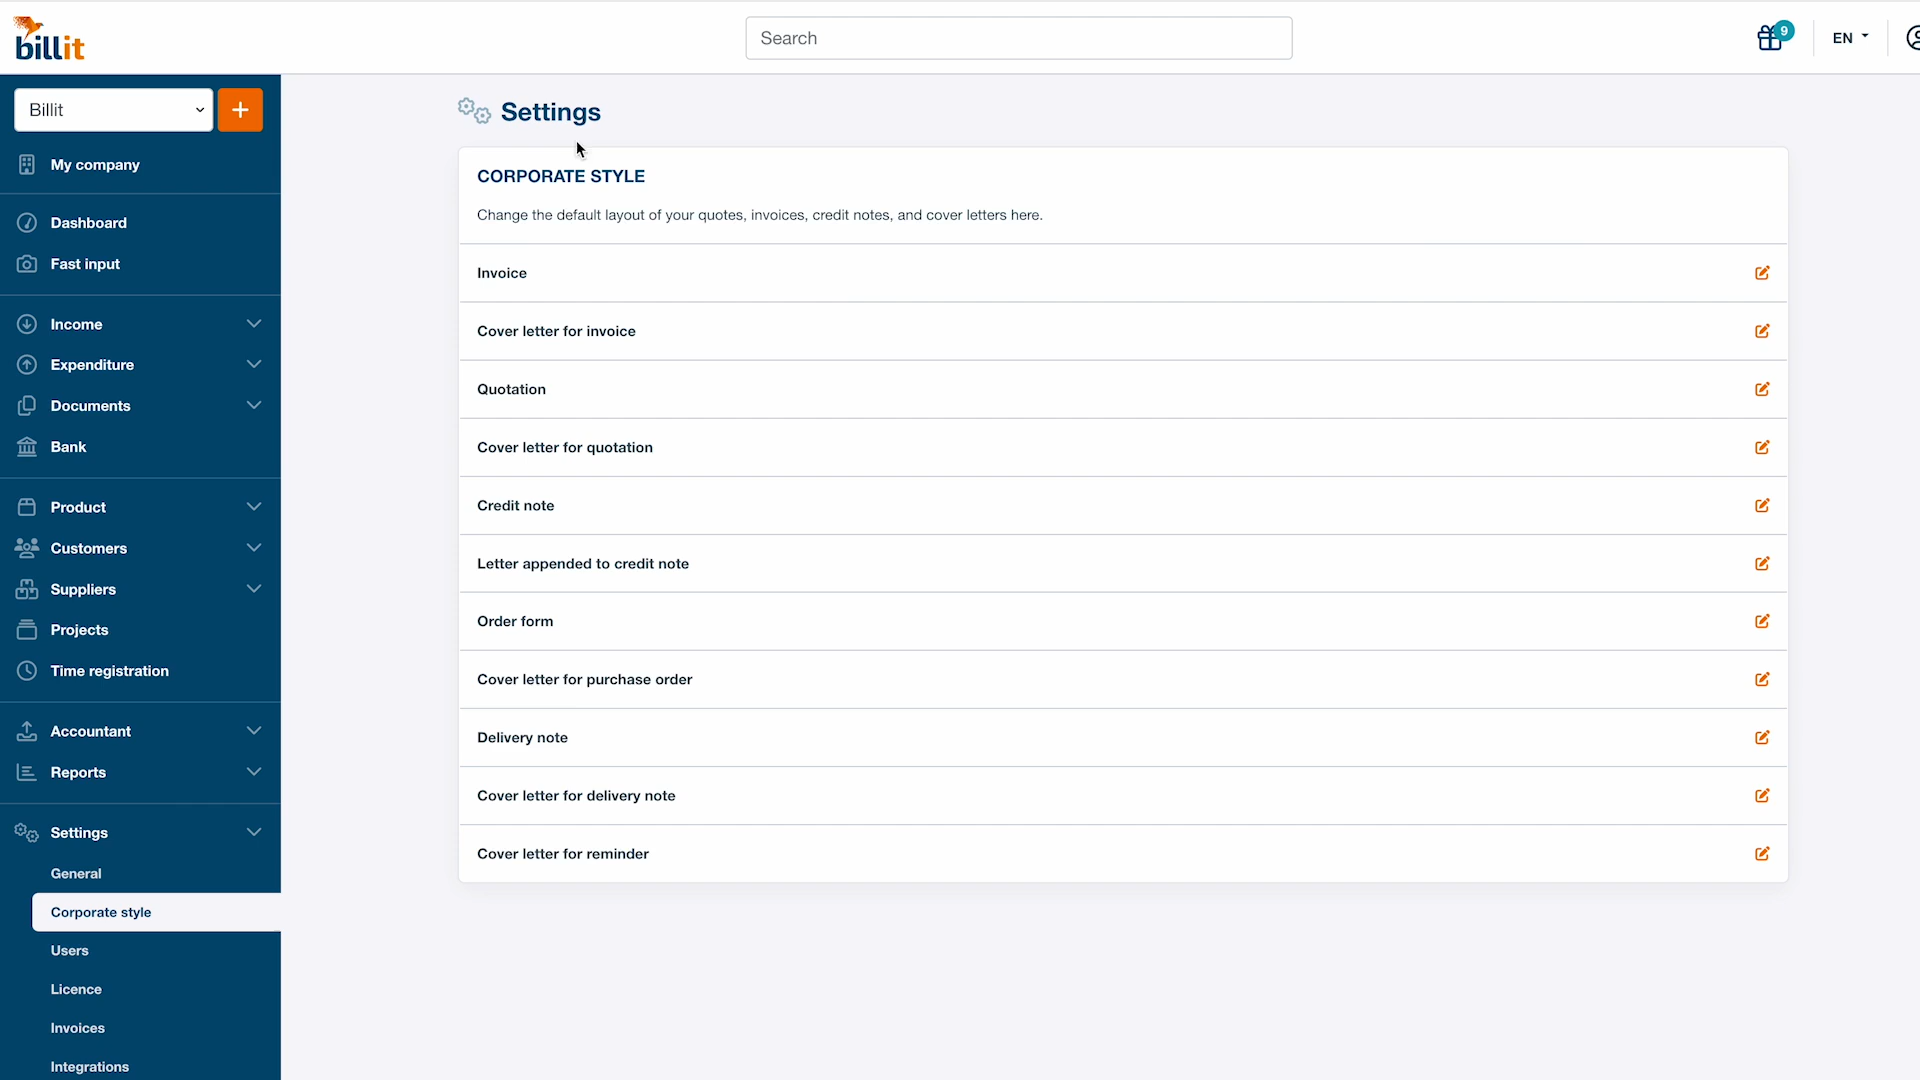 billit
Search
9
EN
Billit
+
My company
Dashboard
Fast input
Income
Expenditure
Documents
Bank
Product
Customers
Suppliers
Projects
Time registration
Accountant
Reports
Settings
General
Corporate style
Users
Licence
Invoices
Integrations
Settings
CORPORATE STYLE
Change the default layout of your quotes, invoices, credit notes, and cover letters here.
Invoice
Cover letter for invoice
Quotation
Cover letter for quotation
Credit note
Letter appended to credit note
Order form
Cover letter for purchase order
Delivery note
Cover letter for delivery note
Cover letter for reminder